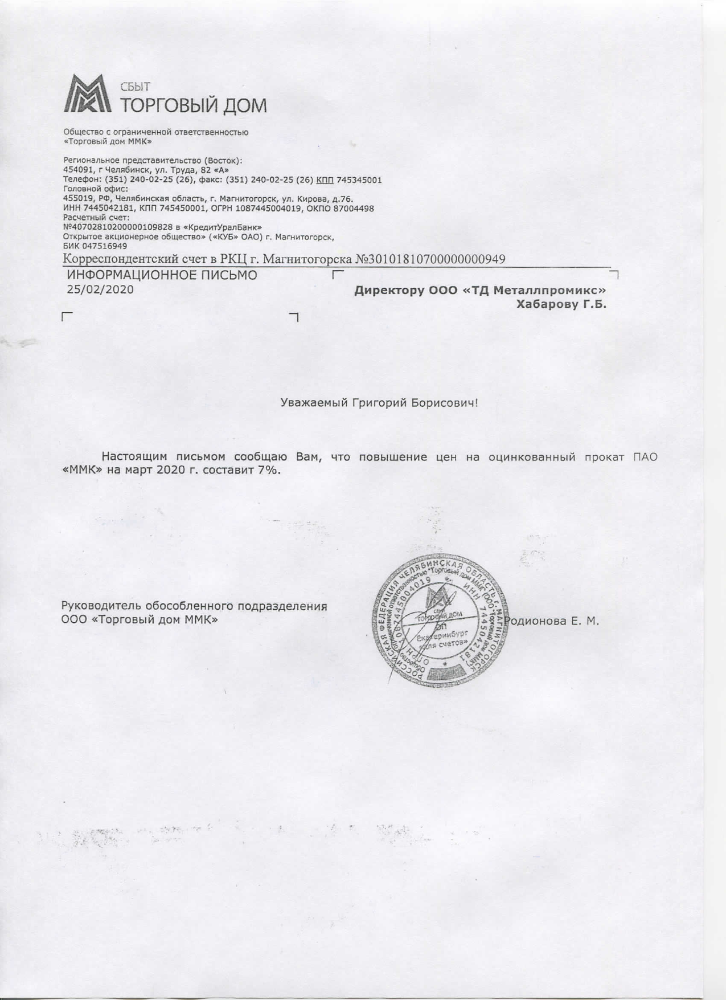 ММК
СБЫТ
ТОРГОВЫЙ ДОМ
Общество с ограниченной ответственностью
«Торговый дом ММК»
Региональное представительство (Восток):
454091, г Челябинск, ул. Труда, 82 «А»
Телефон: (351) 240-02-25 (26), факс: (351) 240-02-25 (26) КПП 745345001
Головной офис:
455019, РФ, Челябинская область, г. Магнитогорск, ул. Кирова, д.76.
ИНН 7445042181, КПП 745450001, ОГРН 1087445004019, ОКПО 87004498
Расчетный счет:
№40702810200000109828 в «КредитУралБанк»
Открытое акционерное общество» («КУБ» ОАО) г. Магнитогорск,
БИК 047516949
Корреспондентский счет в РКЦ г. Магнитогорска №30101810700000000949
ИНФОРМАЦИОННОЕ ПИСЬМО
25/02/2020
Директору ООО «ТД Металлпромикс»
Хабарову Г.Б.
Уважаемый Григорий Борисович!
Настоящим письмом сообщаю Вам, что повышение цен на оцинкованный прокат ПАО
«ММК» на март 2020 г. составит 7%.
Руководитель обособленного подразделения
ООО «Торговый дом ММК»
Родионова Е. М.
РОССИЙСКАЯ ФЕДЕРАЦИЯ ЧЕЛЯБИНСКАЯ ОБЛАСТЬ г. МАГНИТОГОРСК
Общество с ограниченной ответственностью "Торговый дом ММК" (ООО "Торговый дом ММК")
ОГРН 1087445004019 * ИНН 7445042181 *
СБЫТ
ТОРГОВЫЙ ДОМ
ОП
Екатеринбург
«Для счетов»